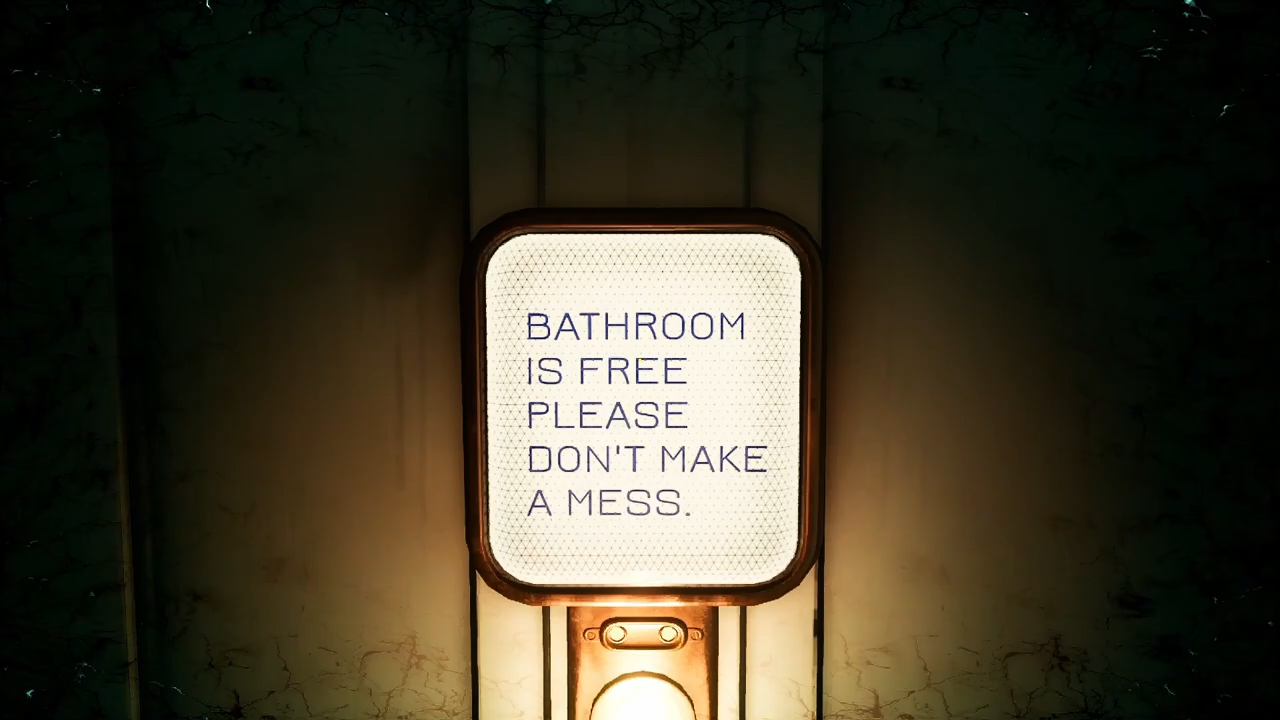 BATHROOM
IS FREE
PLEASE
DON'T MAKE
A MESS.